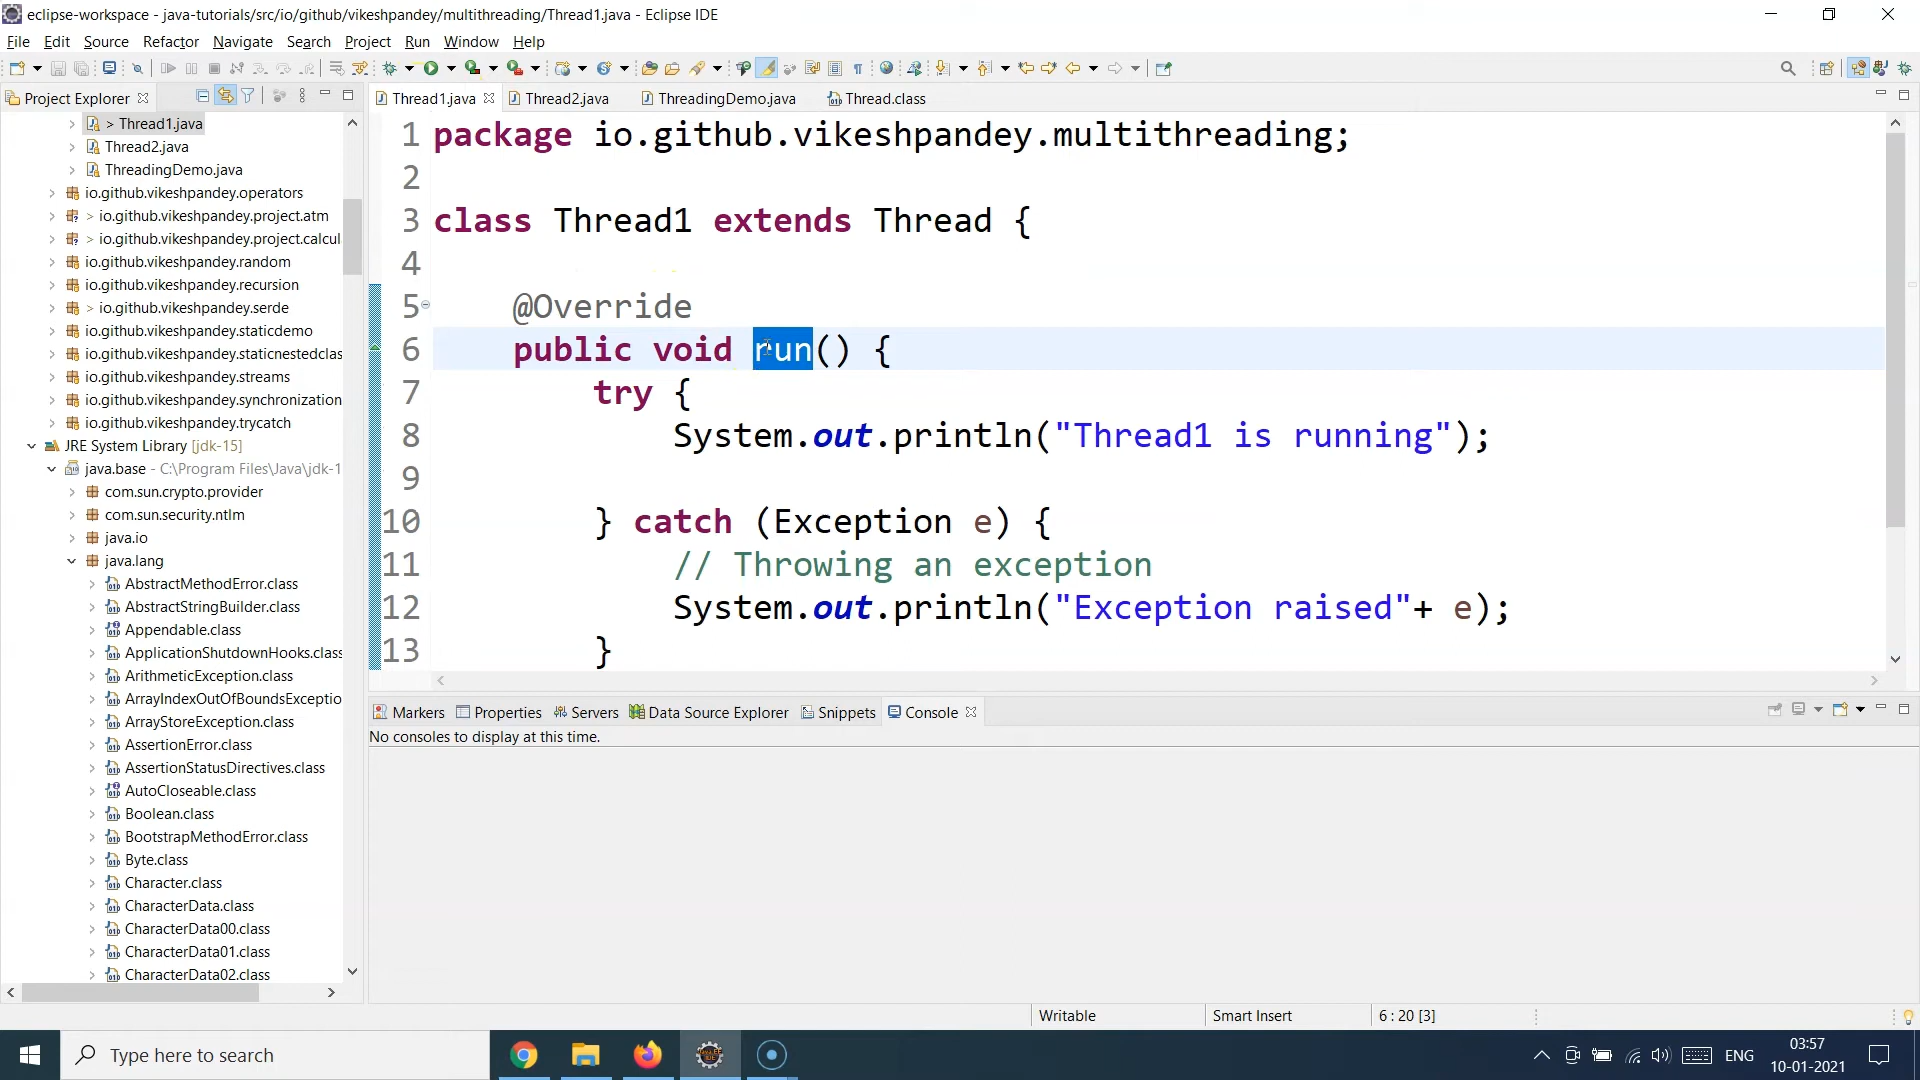 eclipse-workspace - java-tutorials/src/io/github/vikeshpandey/multithreading/Thread1.java - Eclipse IDE
File Edit Source Refactor Navigate Search Project Run Window Help
Project Explorer
> Thread1.java
Thread2.java
ThreadingDemo.java
io.github.vikeshpandey.operators
> io.github.vikeshpandey.project.atm
> io.github.vikeshpandey.project.calcul
io.github.vikeshpandey.random
io.github.vikeshpandey.recursion
> io.github.vikeshpandey.serde
io.github.vikeshpandey.staticdemo
io.github.vikeshpandey.staticnestedclas
io.github.vikeshpandey.streams
io.github.vikeshpandey.synchronization
io.github.vikeshpandey.trycatch
JRE System Library [jdk-15]
java.base - C:\Program Files\Java\jdk-1
com.sun.crypto.provider
com.sun.security.ntlm
java.io
java.lang
AbstractMethodError.class
AbstractStringBuilder.class
Appendable.class
ApplicationShutdownHooks.class
ArithmeticException.class
ArrayIndexOutOfBoundsExceptio
ArrayStoreException.class
AssertionError.class
AssertionStatusDirectives.class
AutoCloseable.class
Boolean.class
BootstrapMethodError.class
Byte.class
Character.class
CharacterData.class
CharacterData00.class
CharacterData01.class
CharacterData02.class
Thread1.java Thread2.java ThreadingDemo.java Thread.class
1 package io.github.vikeshpandey.multithreading;
2
3 class Thread1 extends Thread {
4
5 @Override
6 public void run() {
7 try {
8 System.out.println("Thread1 is running");
9
10 } catch (Exception e) {
11 // Throwing an exception
12 System.out.println("Exception raised"+ e);
13 }
Markers Properties Servers Data Source Explorer Snippets Console
No consoles to display at this time.
Writable Smart Insert 6 : 20 [3]
Type here to search
ENG
03:57
10-01-2021